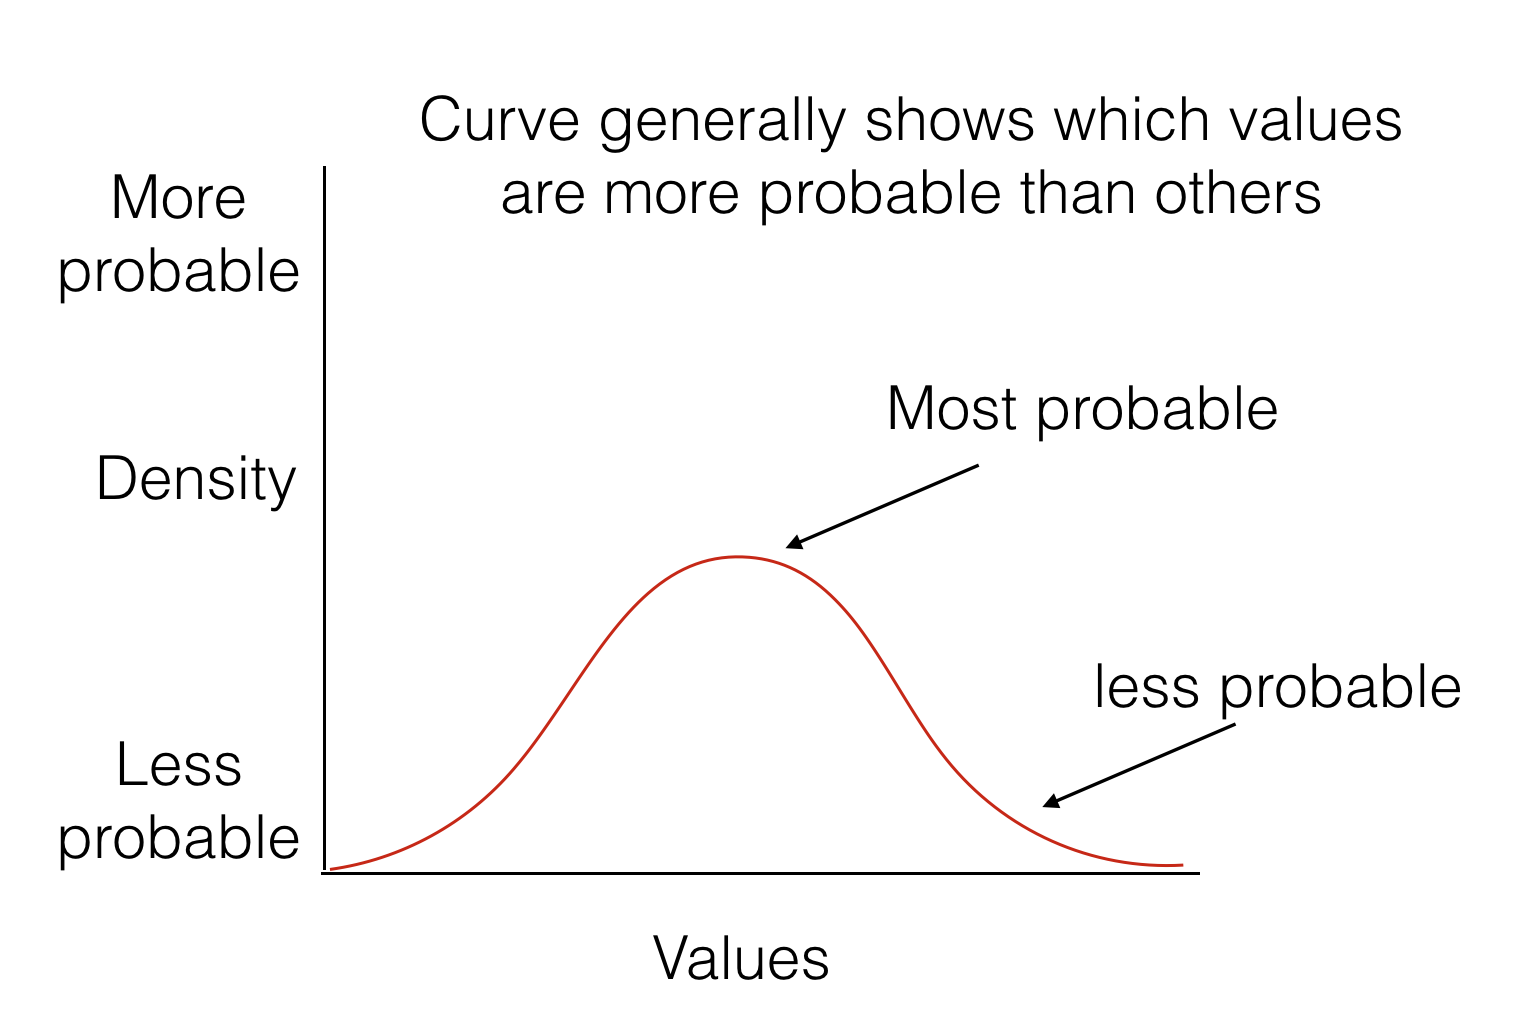 Curve generally shows which values
are more probable than others
More
probable
Most probable
Density
less probable
Less
probable
Values